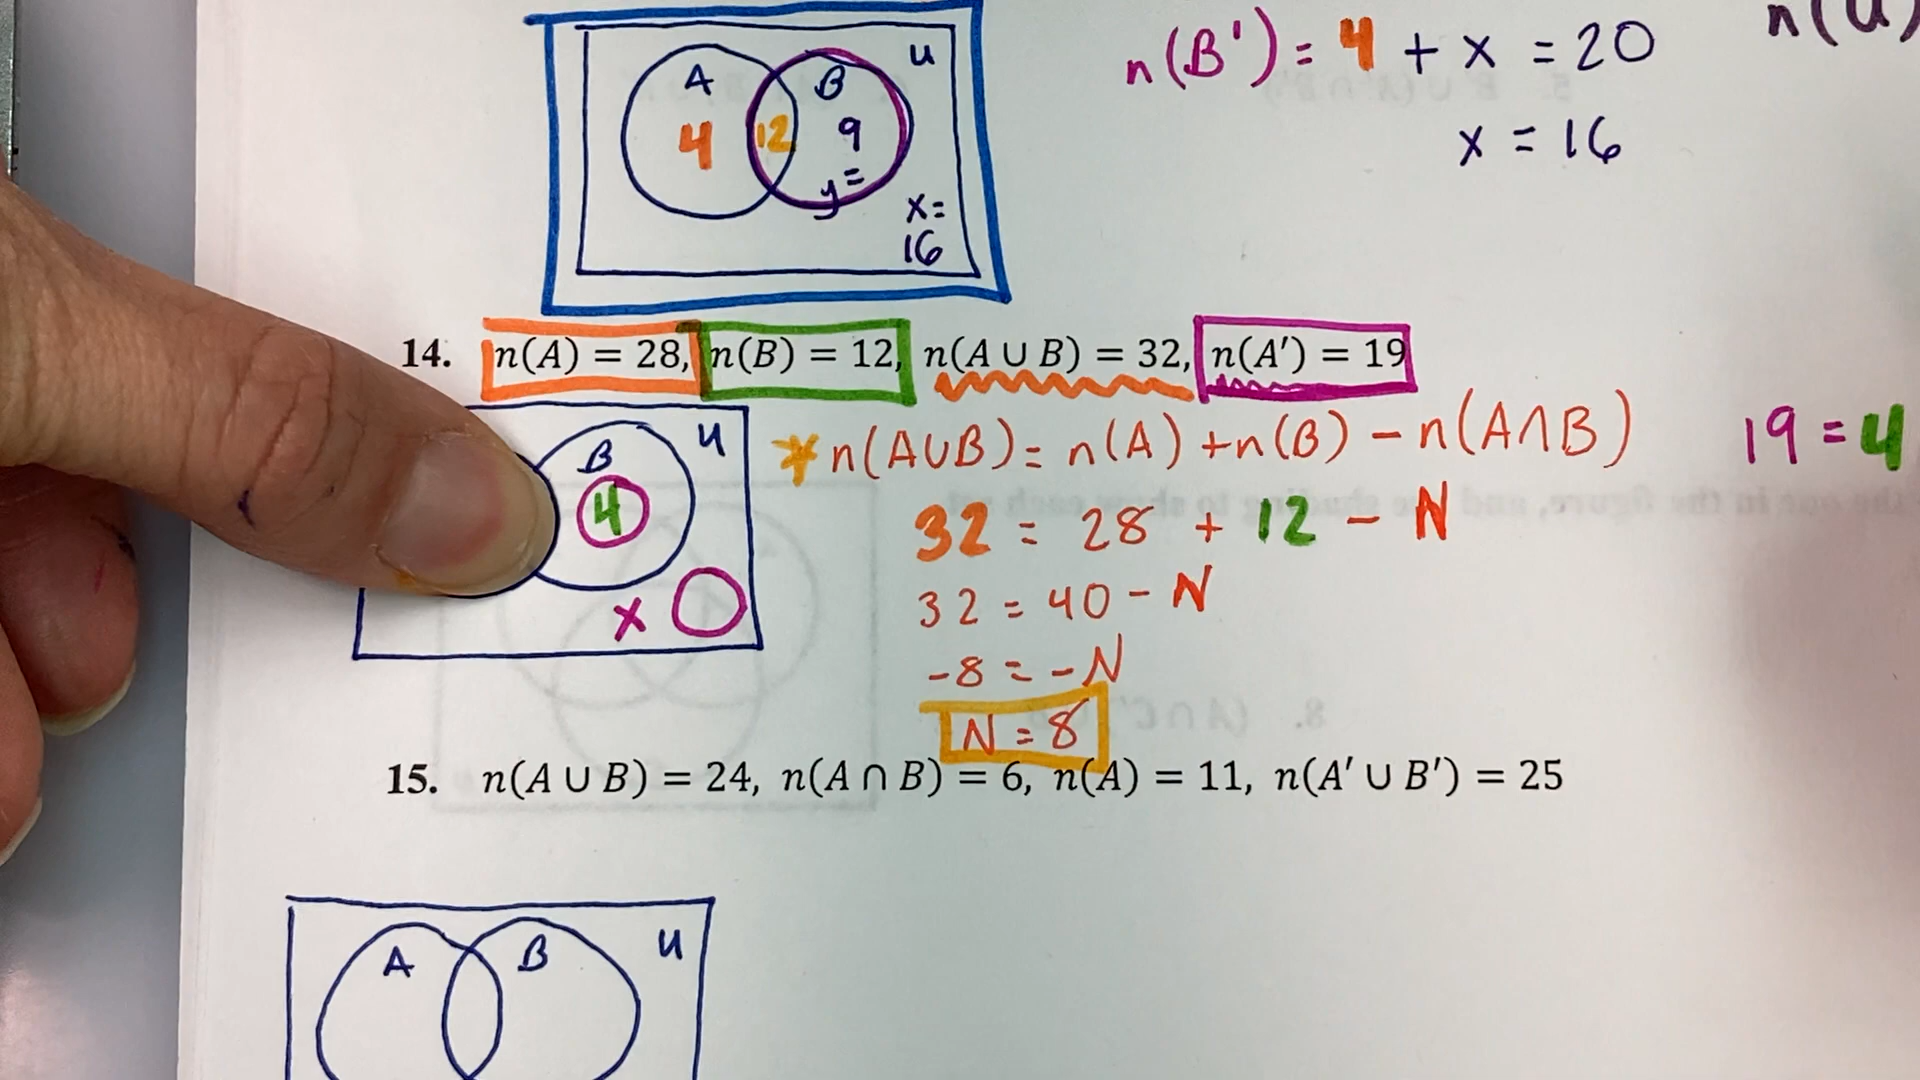 n(U)
A B U
n(B') = 4 + x = 20
4 12 9
x = 16
y =
x =
16
14. n(A) = 28, n(B) = 12, n(A ∪ B) = 32, n(A') = 19
B U
* n(A∪B) = n(A) + n(B) - n(A∩B)
19 = 4
4
32 = 28 + 12 - N
x
32 = 40 - N
-8 = -N
N = 8
15. n(A ∪ B) = 24, n(A ∩ B) = 6, n(A) = 11, n(A' ∪ B') = 25
A B U